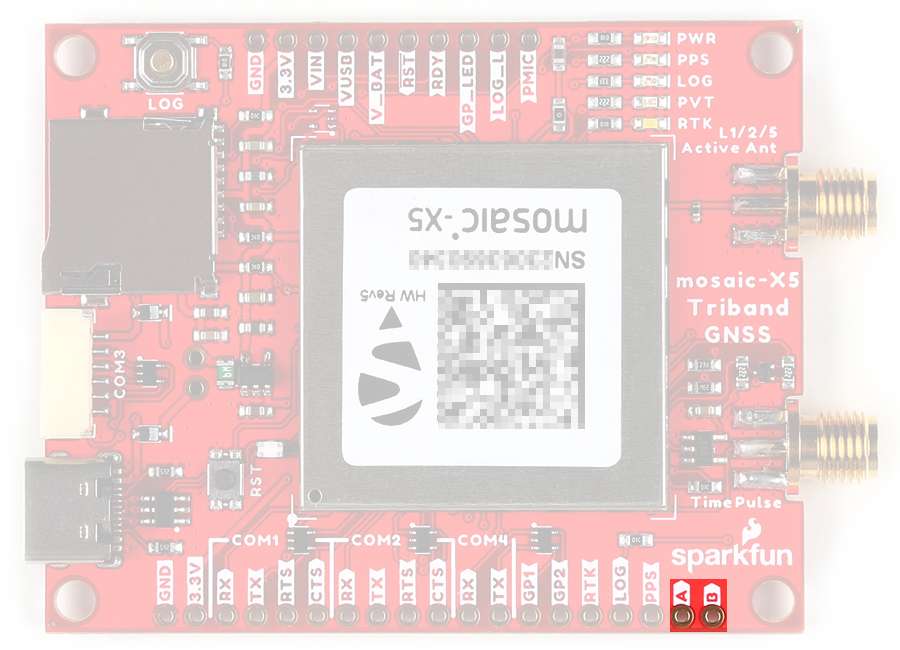 PWR
PPS
LOG
PVT
RTK
GND
3.3V
VIN
VUSB
V_BAT
RST
RDY
GP_LED
LOG_L
PMIC
LOG
L1/2/5
Active Ant
mosaic-X5
HW Rev5
mosaic-X5
Triband
GNSS
COM3
RST
TimePulse
sparkfun
COM1
COM2
COM4
GND
3.3V
RX
TX
RTS
CTS
RX
TX
RTS
CTS
RX
TX
GP1
GP2
RTK
LOG
PPS
A
B